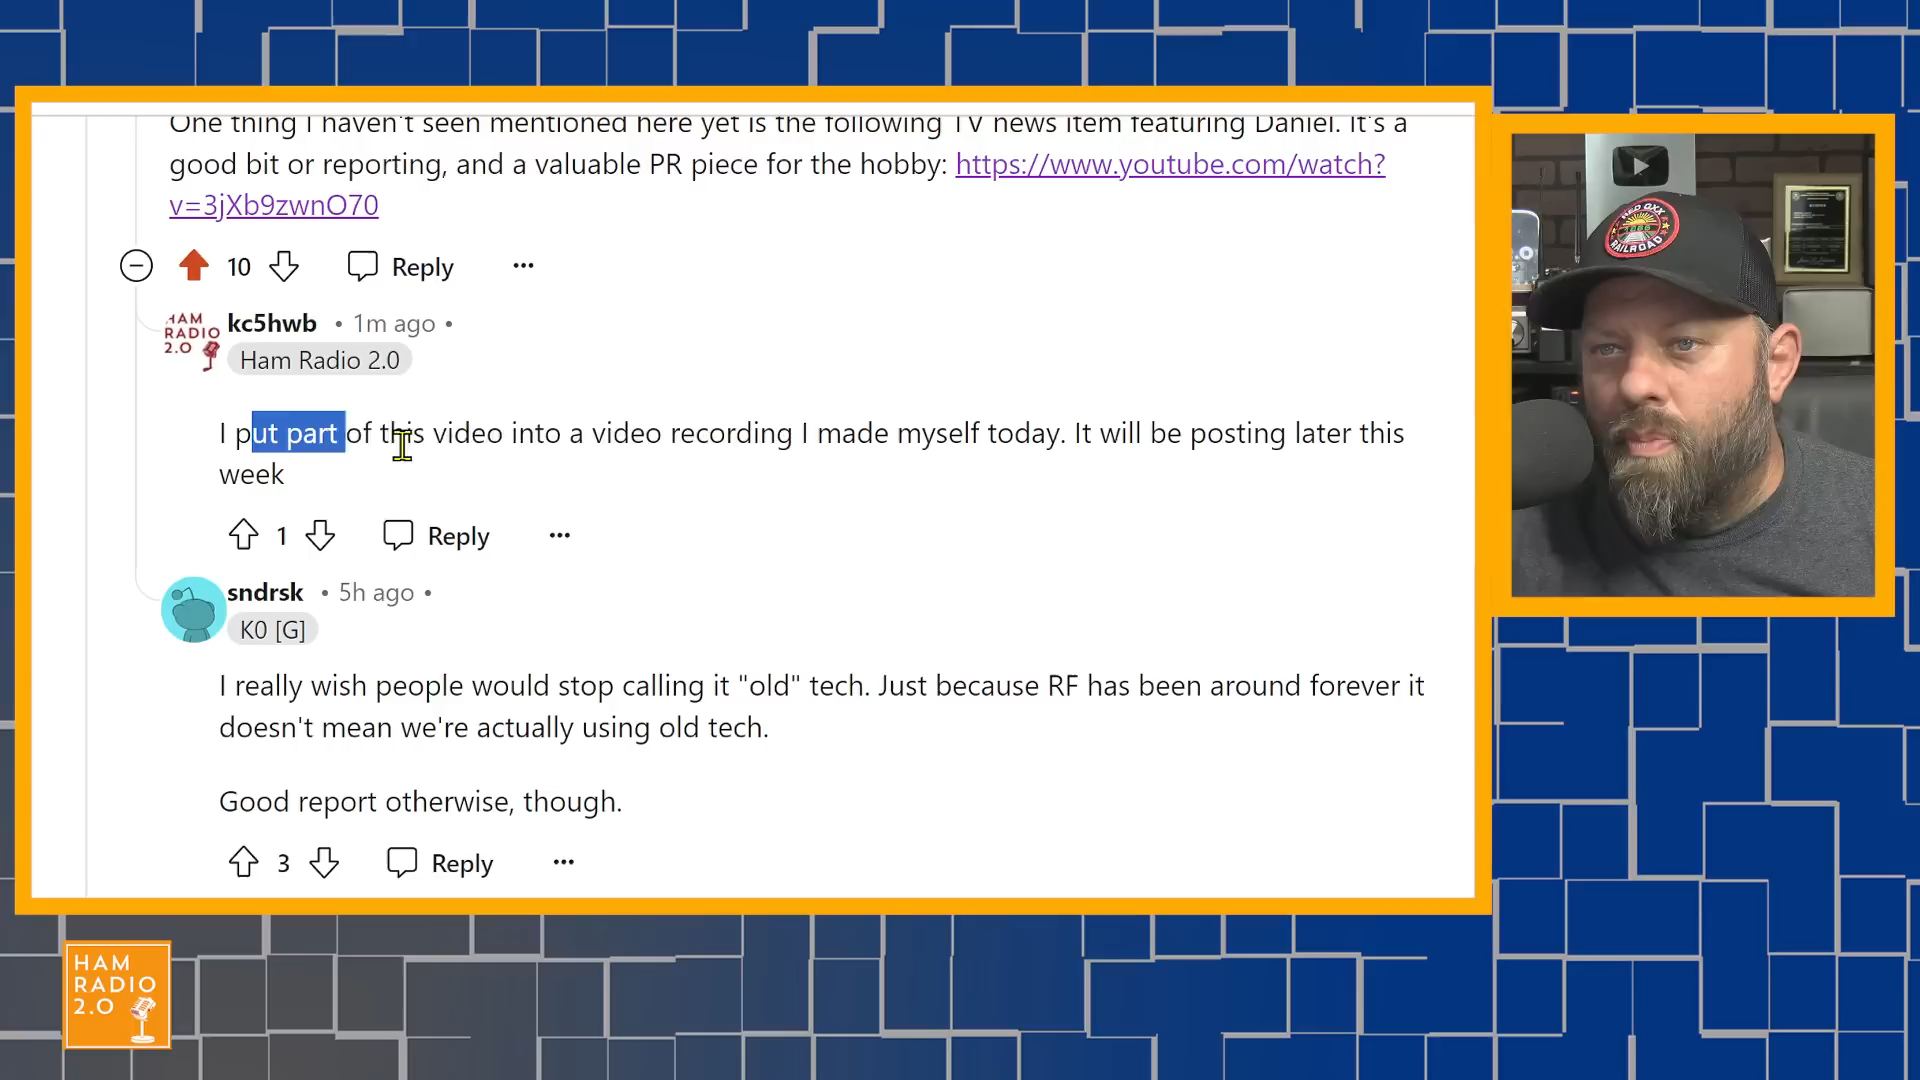 One thing I haven't seen mentioned here yet is the following TV news item featuring Daniel. It's a
good bit or reporting, and a valuable PR piece for the hobby: https://www.youtube.com/watch?
v=3jXb9zwnO70
10 Reply ...
HAM
RADIO
2.0
kc5hwb • 1m ago •
Ham Radio 2.0
I put part of this video into a video recording I made myself today. It will be posting later this
week
1 Reply ...
sndrsk • 5h ago •
K0 [G]
I really wish people would stop calling it "old" tech. Just because RF has been around forever it
doesn't mean we're actually using old tech.
Good report otherwise, though.
3 Reply ...
RED OXX
1886
RAILROAD
HAM
RADIO
2.0